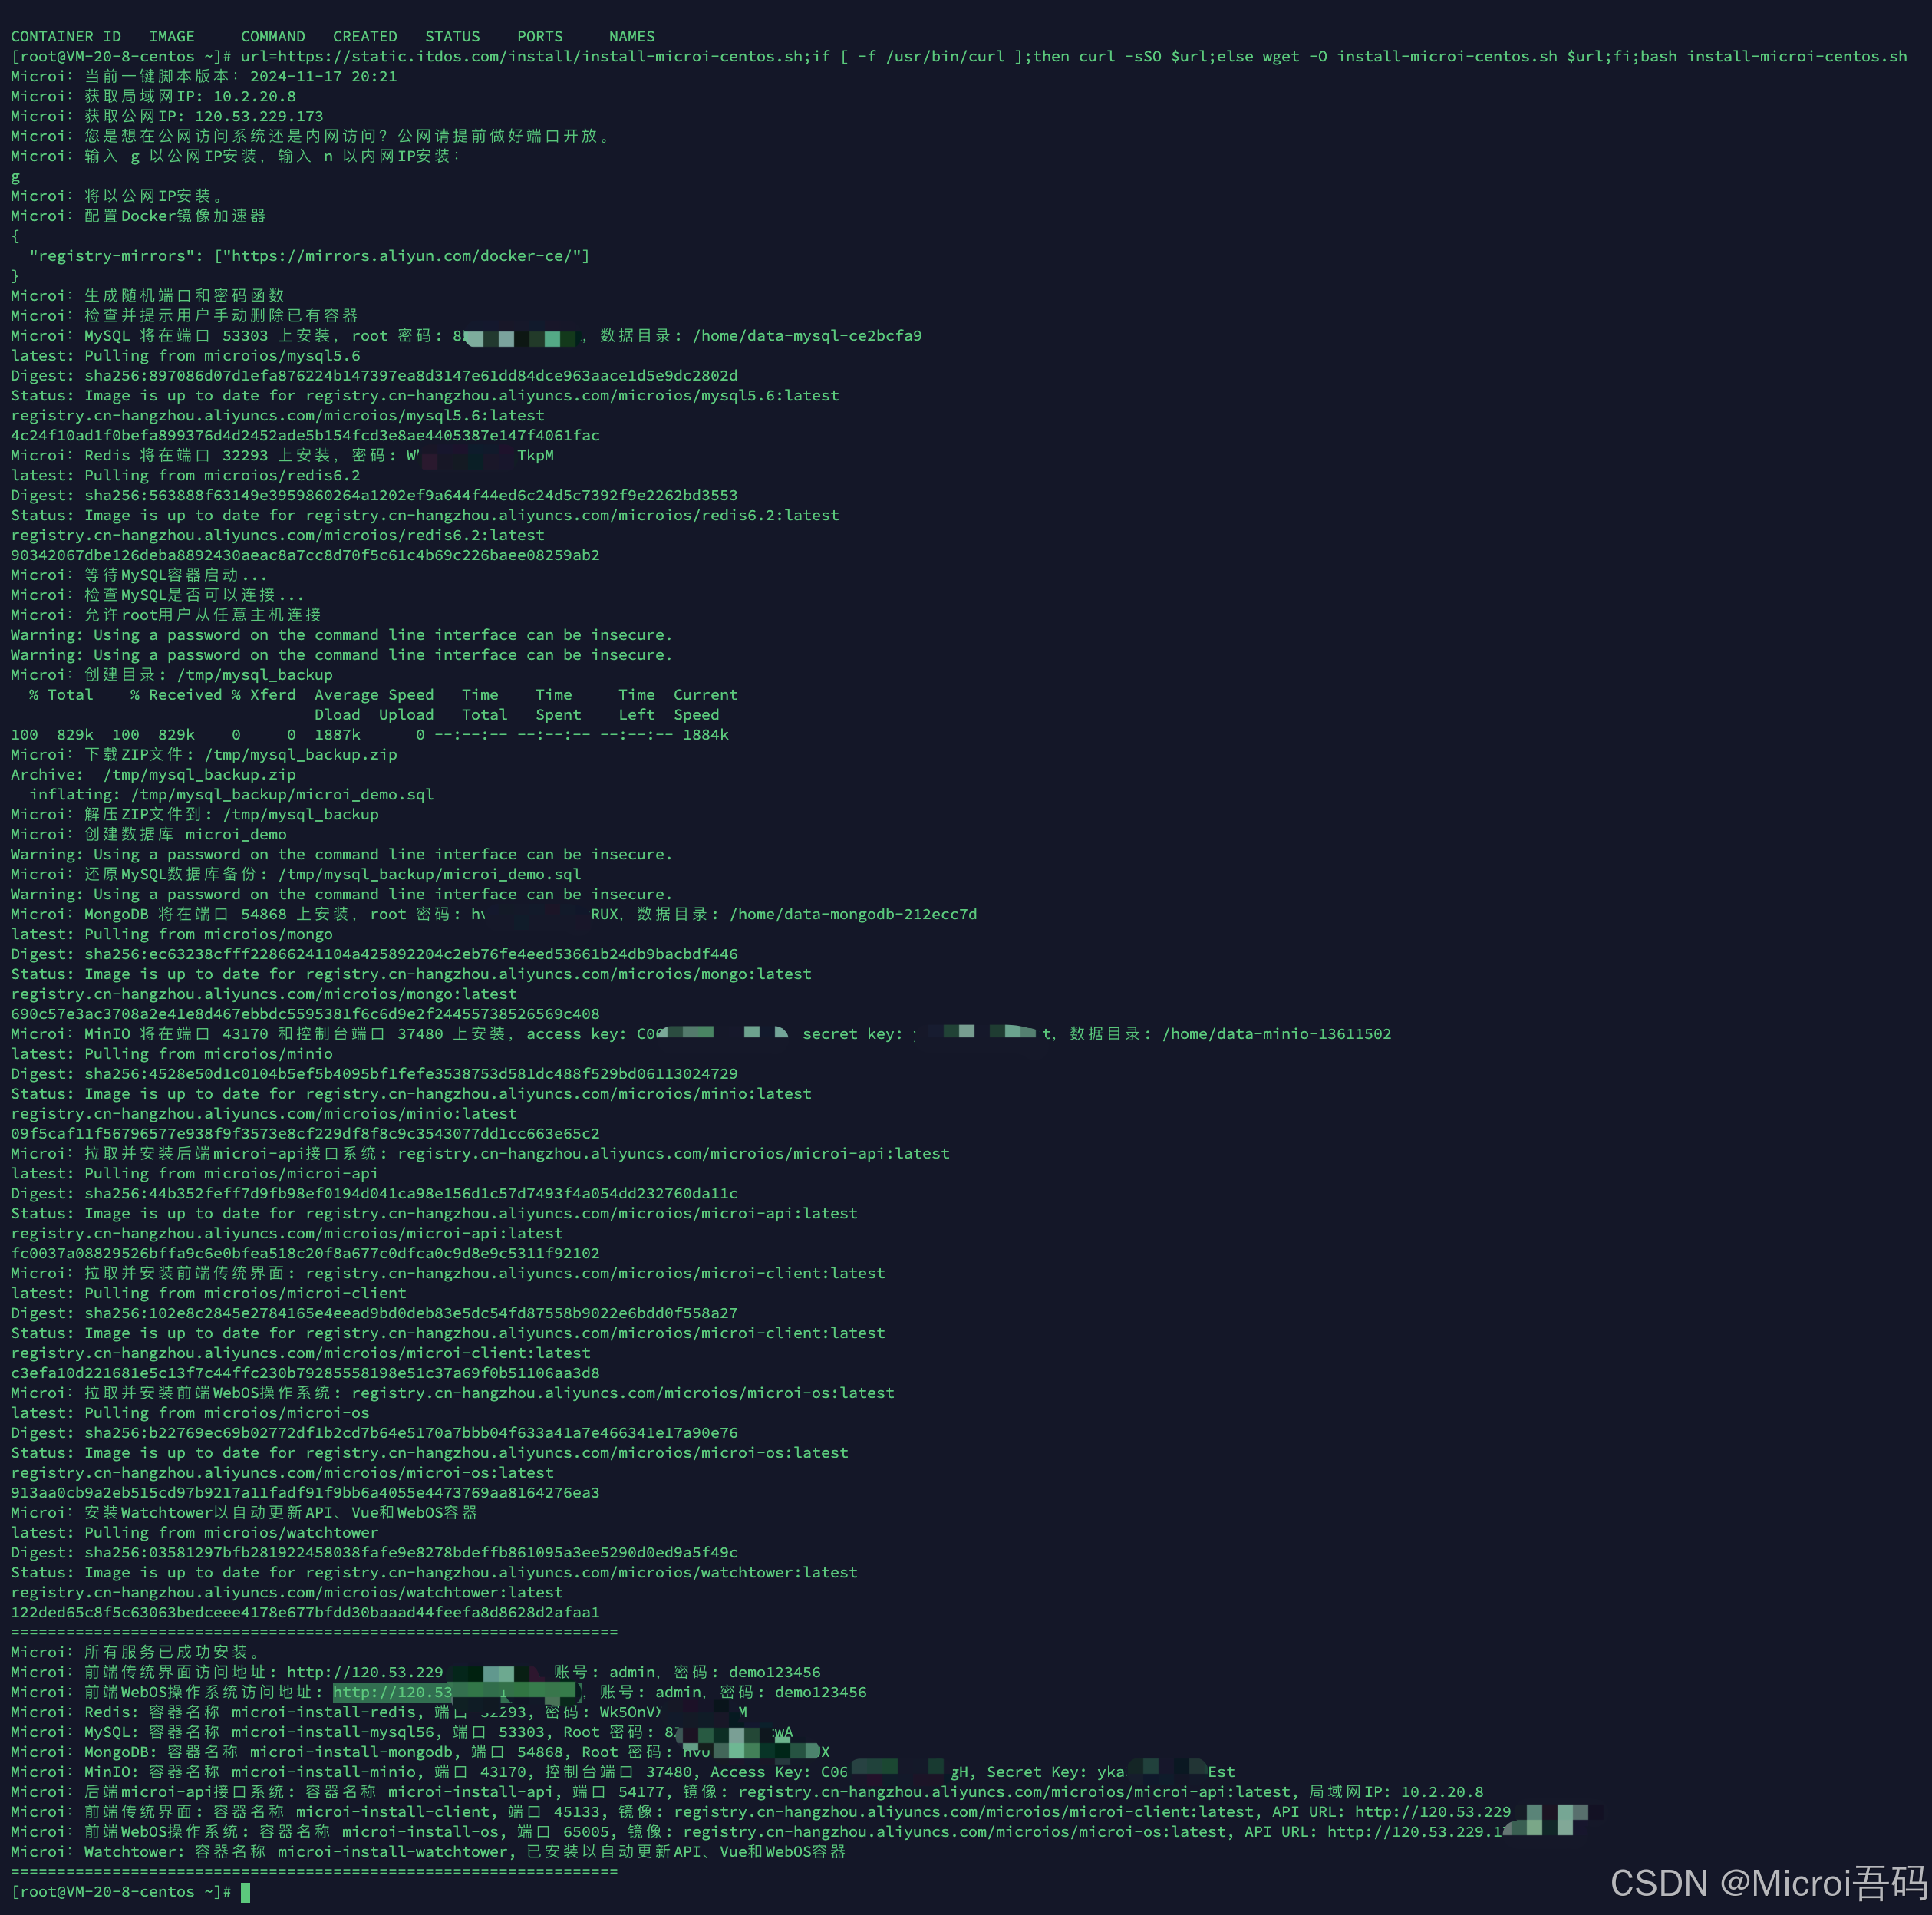 CONTAINER ID   IMAGE     COMMAND   CREATED   STATUS    PORTS     NAMES
[root@VM-20-8-centos ~]# url=https://static.itdos.com/install/install-microi-centos.sh;if [ -f /usr/bin/curl ];then curl -sSO $url;else wget -O install-microi-centos.sh $url;fi;bash install-microi-centos.sh
Microi：当前一键脚本版本：2024-11-17 20:21
Microi：获取局域网IP: 10.2.20.8
Microi：获取公网IP: 120.53.229.173
Microi：您是想在公网访问系统还是内网访问？公网请提前做好端口开放。
Microi：输入 g 以公网IP安装，输入 n 以内网IP安装：
g
Microi：将以公网IP安装。
Microi：配置Docker镜像加速器
{
  "registry-mirrors": ["https://mirrors.aliyun.com/docker-ce/"]
}
Microi：生成随机端口和密码函数
Microi：检查并提示用户手动删除已有容器
Microi：MySQL 将在端口 53303 上安装，root 密码: ，数据目录: /home/data-mysql-ce2bcfa9
latest: Pulling from microios/mysql5.6
Digest: sha256:897086d07d1efa876224b147397ea8d3147e61dd84dce963aace1d5e9dc2802d
Status: Image is up to date for registry.cn-hangzhou.aliyuncs.com/microios/mysql5.6:latest
registry.cn-hangzhou.aliyuncs.com/microios/mysql5.6:latest
4c24f10ad1f0befa899376d4d2452ade5b154fcd3e8ae4405387e147f4061fac
Microi：Redis 将在端口 32293 上安装，密码: TkpM
latest: Pulling from microios/redis6.2
Digest: sha256:563888f63149e3959860264a1202ef9a644f44ed6c24d5c7392f9e2262bd3553
Status: Image is up to date for registry.cn-hangzhou.aliyuncs.com/microios/redis6.2:latest
registry.cn-hangzhou.aliyuncs.com/microios/redis6.2:latest
90342067dbe126deba8892430aeac8a7cc8d70f5c61c4b69c226baee08259ab2
Microi：等待MySQL容器启动...
Microi：检查MySQL是否可以连接...
Microi：允许root用户从任意主机连接
Warning: Using a password on the command line interface can be insecure.
Warning: Using a password on the command line interface can be insecure.
Microi：创建目录: /tmp/mysql_backup
  % Total    % Received % Xferd  Average Speed   Time    Time     Time  Current
                                 Dload  Upload   Total   Spent    Left  Speed
100  829k  100  829k    0     0  1887k      0 --:--:-- --:--:-- --:--:-- 1884k
Microi：下载ZIP文件: /tmp/mysql_backup.zip
Archive:  /tmp/mysql_backup.zip
  inflating: /tmp/mysql_backup/microi_demo.sql
Microi：解压ZIP文件到: /tmp/mysql_backup
Microi：创建数据库 microi_demo
Warning: Using a password on the command line interface can be insecure.
Microi：还原MySQL数据库备份: /tmp/mysql_backup/microi_demo.sql
Warning: Using a password on the command line interface can be insecure.
Microi：MongoDB 将在端口 54868 上安装，root 密码: RUX，数据目录: /home/data-mongodb-212ecc7d
latest: Pulling from microios/mongo
Digest: sha256:ec63238cfff22866241104a425892204c2eb76fe4eed53661b24db9bacbdf446
Status: Image is up to date for registry.cn-hangzhou.aliyuncs.com/microios/mongo:latest
registry.cn-hangzhou.aliyuncs.com/microios/mongo:latest
690c57e3ac3708a2e41e8d467ebbdc5595381f6c6d9e2f24455738526569c408
Microi：MinIO 将在端口 43170 和控制台端口 37480 上安装，access key: C06 secret key: t，数据目录: /home/data-minio-13611502
latest: Pulling from microios/minio
Digest: sha256:4528e50d1c0104b5ef5b4095bf1fefe3538753d581dc488f529bd06113024729
Status: Image is up to date for registry.cn-hangzhou.aliyuncs.com/microios/minio:latest
registry.cn-hangzhou.aliyuncs.com/microios/minio:latest
09f5caf11f56796577e938f9f3573e8cf229df8f8c9c3543077dd1cc663e65c2
Microi：拉取并安装后端microi-api接口系统: registry.cn-hangzhou.aliyuncs.com/microios/microi-api:latest
latest: Pulling from microios/microi-api
Digest: sha256:44b352feff7d9fb98ef0194d041ca98e156d1c57d7493f4a054dd232760da11c
Status: Image is up to date for registry.cn-hangzhou.aliyuncs.com/microios/microi-api:latest
registry.cn-hangzhou.aliyuncs.com/microios/microi-api:latest
fc0037a08829526bffa9c6e0bfea518c20f8a677c0dfca0c9d8e9c5311f92102
Microi：拉取并安装前端传统界面: registry.cn-hangzhou.aliyuncs.com/microios/microi-client:latest
latest: Pulling from microios/microi-client
Digest: sha256:102e8c2845e2784165e4eead9bd0deb83e5dc54fd87558b9022e6bdd0f558a27
Status: Image is up to date for registry.cn-hangzhou.aliyuncs.com/microios/microi-client:latest
registry.cn-hangzhou.aliyuncs.com/microios/microi-client:latest
c3efa10d221681e5c13f7c44ffc230b79285558198e51c37a69f0b51106aa3d8
Microi：拉取并安装前端WebOS操作系统: registry.cn-hangzhou.aliyuncs.com/microios/microi-os:latest
latest: Pulling from microios/microi-os
Digest: sha256:b22769ec69b02772df1b2cd7b64e5170a7bbb04f633a41a7e466341e17a90e76
Status: Image is up to date for registry.cn-hangzhou.aliyuncs.com/microios/microi-os:latest
registry.cn-hangzhou.aliyuncs.com/microios/microi-os:latest
913aa0cb9a2eb515cd97b9217a11fadf91f9bb6a4055e4473769aa8164276ea3
Microi：安装Watchtower以自动更新API、Vue和WebOS容器
latest: Pulling from microios/watchtower
Digest: sha256:03581297bfb281922458038fafe9e8278bdeffb861095a3ee5290d0ed9a5f49c
Status: Image is up to date for registry.cn-hangzhou.aliyuncs.com/microios/watchtower:latest
registry.cn-hangzhou.aliyuncs.com/microios/watchtower:latest
122ded65c8f5c63063bedceee4178e677bfdd30baaad44feefa8d8628d2afaa1
==================================================================
Microi：所有服务已成功安装。
Microi：前端传统界面访问地址: http://120.53.229 账号: admin，密码: demo123456
Microi：前端WebOS操作系统访问地址: http://120.53 ，账号: admin，密码: demo123456
Redis: 容器名称 microi-install-redis, 端口 32293, 密码: Wk5OnV M
MySQL: 容器名称 microi-install-mysql56, 端口 53303, Root 密码: wA
MongoDB: 容器名称 microi-install-mongodb, 端口 54868, Root 密码: X
MinIO: 容器名称 microi-install-minio, 端口 43170, 控制台端口 37480, Access Key: C06 gH, Secret Key: yka Est
Microi：后端microi-api接口系统: 容器名称 microi-install-api, 端口 54177, 镜像: registry.cn-hangzhou.aliyuncs.com/microios/microi-api:latest, 局域网IP: 10.2.20.8
Microi：前端传统界面: 容器名称 microi-install-client, 端口 45133, 镜像: registry.cn-hangzhou.aliyuncs.com/microios/microi-client:latest, API URL: http://120.53.229
Microi：前端WebOS操作系统: 容器名称 microi-install-os, 端口 65005, 镜像: registry.cn-hangzhou.aliyuncs.com/microios/microi-os:latest, API URL: http://120.53.229.1
Microi：Watchtower: 容器名称 microi-install-watchtower, 已安装以自动更新API、Vue和WebOS容器
==================================================================
[root@VM-20-8-centos ~]#
CSDN @Microi吾码